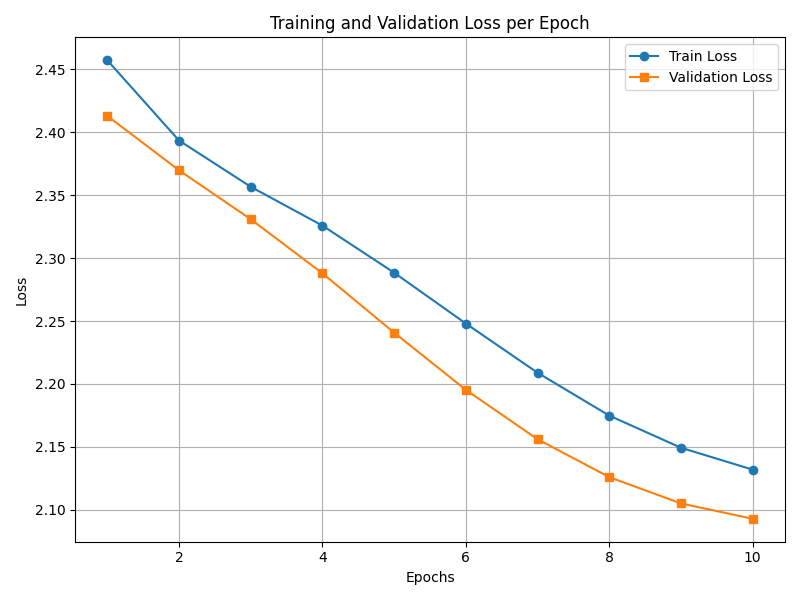 Training and Validation Loss per Epoch
Train Loss
Validation Loss
2.45
2.40
2.35
2.30
2.25
2.20
2.15
2.10
Loss
2 4 6 8 10
Epochs